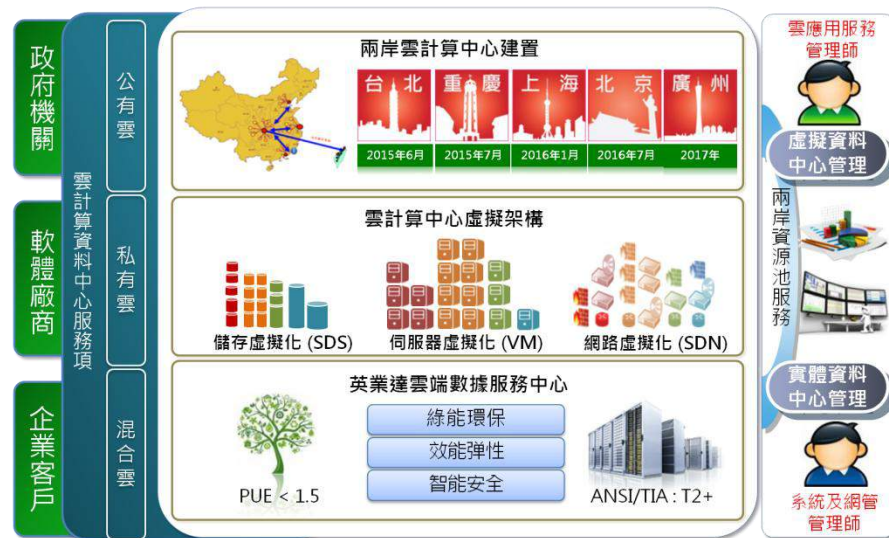 政府機關
軟體廠商
企業客戶
雲計算資料中心服務項
公有雲
私有雲
混合雲
兩岸雲計算中心建置
台北
重慶
上海
北京
廣州
2015年6月
2015年7月
2016年1月
2016年7月
2017年
雲計算中心虛擬架構
儲存虛擬化 (SDS)
伺服器虛擬化 (VM)
網路虛擬化 (SDN)
英業達雲端數據服務中心
綠能環保
效能彈性
智能安全
PUE < 1.5
ANSI/TIA : T2+
雲應用服務
管理師
虛擬資料
中心管理
兩岸資源池服務
實體資料
中心管理
系統及網管
管理師